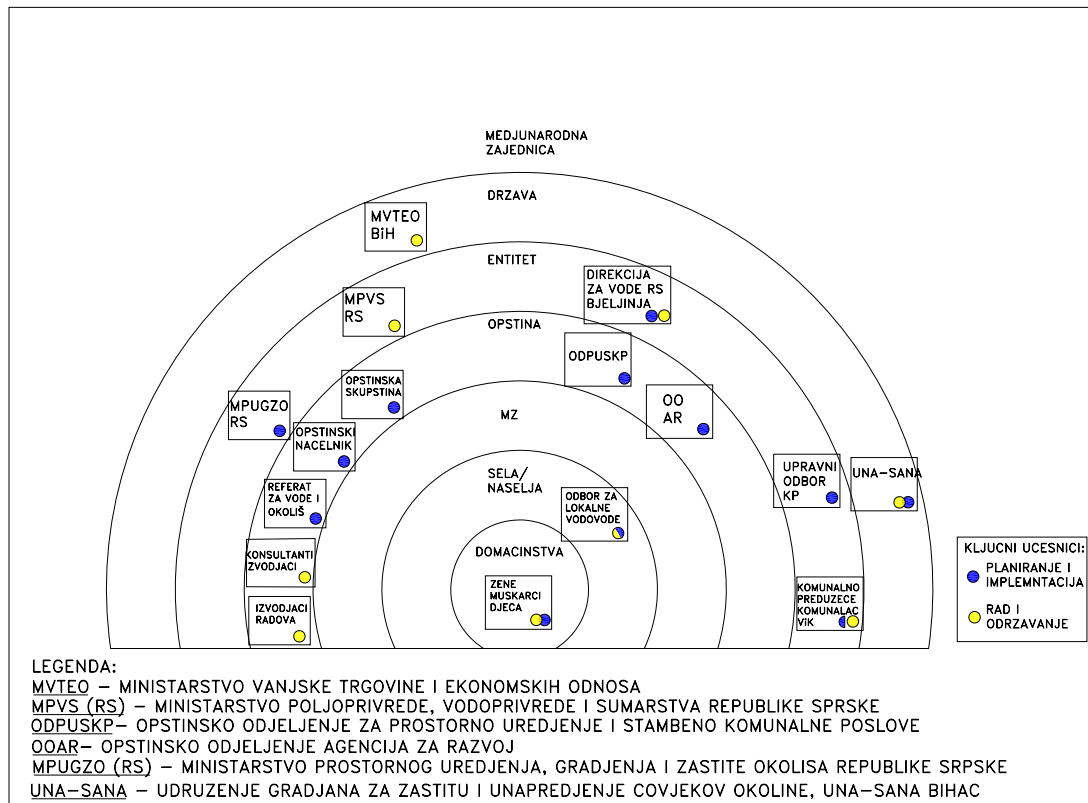 MEDJUNARODNA
ZAJEDNICA
DRZAVA
MVTEO
BiH
ENTITET
DIREKCIJA
ZA VODE RS
BJELJINJA
MPVS
RS
OPSTINA
ODPUSKP
OPSTINSKA
SKUPSTINA
MPUGZO
RS
OO
AR
MZ
OPSTINSKI
NACELNIK
UPRAVNI
ODBOR
KP
UNA-SANA
SELA/
NASELJA
REFERAT
ZA VODE I
OKOLIŠ
ODBOR ZA
LOKALNE
VODOVODE
DOMACINSTVA
KONSULTANTI
ZVODJACI
ZENE
MUSKARCI
DJECA
KOMUNALNO
PREDUZECE
KOMUNALAC
ViK
IZVODJACI
RADOVA
KLJUCNI UCESNICI:
PLANIRANJE I
IMPLEMNTACIJA
RAD I
ODRZAVANJE
LEGENDA:
MVTEO – MINISTARSTVO VANJSKE TRGOVINE I EKONOMSKIH ODNOSA
MPVS (RS) – MINISTARSTVO POLJOPRIVREDE, VODOPRIVREDE I SUMARSTVA REPUBLIKE SPRSKE
ODPUSKP– OPSTINSKO ODJELJENJE ZA PROSTORNO UREDJENJE I STAMBENO KOMUNALNE POSLOVE
OOAR– OPSTINSKO ODJELJENJE AGENCIJA ZA RAZVOJ
MPUGZO (RS) – MINISTARSTVO PROSTORNOG UREDJENJA, GRADJENJA I ZASTITE OKOLISA REPUBLIKE SRPSKE
UNA-SANA – UDRUZENJE GRADJANA ZA ZASTITU I UNAPREDJENJE COVJEKOV OKOLINE, UNA-SANA BIHAC